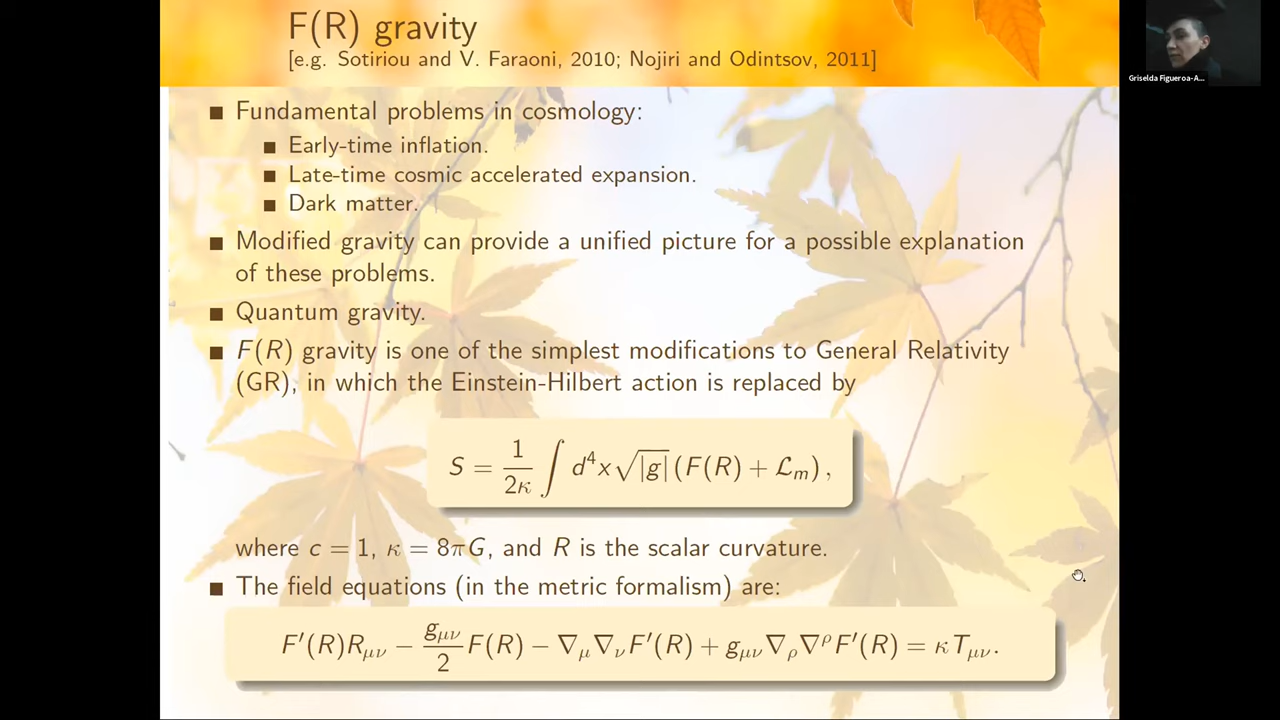 F(R) gravity
[e.g. Sotiriou and V. Faraoni, 2010; Nojiri and Odintsov, 2011]
Griselda Figueroa-A...
■ Fundamental problems in cosmology:
■ Early-time inflation.
■ Late-time cosmic accelerated expansion.
■ Dark matter.
■ Modified gravity can provide a unified picture for a possible explanation
of these problems.
■ Quantum gravity.
■ F(R) gravity is one of the simplest modifications to General Relativity
(GR), in which the Einstein-Hilbert action is replaced by
S = 1/2κ ∫ d⁴x √|g| (F(R) + ℒₘ) ,
where c = 1, κ = 8πG, and R is the scalar curvature.
■ The field equations (in the metric formalism) are:
F′(R)R_μν − g_μν/2 F(R) − ∇_μ∇_νF′(R) + g_μν∇_ρ∇^ρF′(R) = κT_μν.